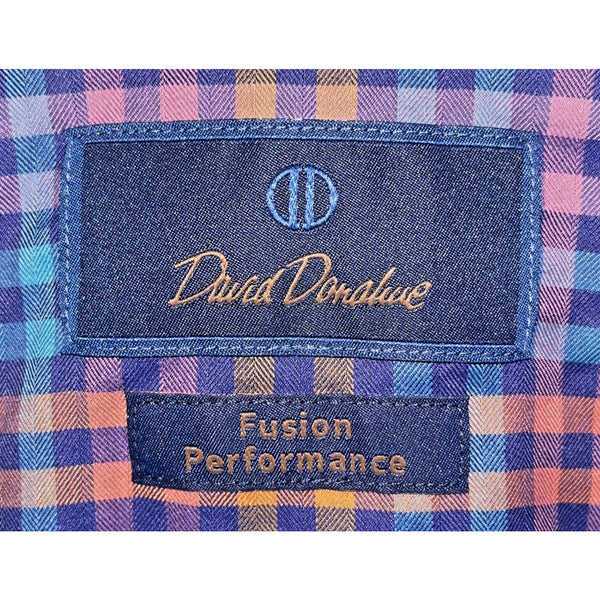 David Donahue
Fusion
Performance